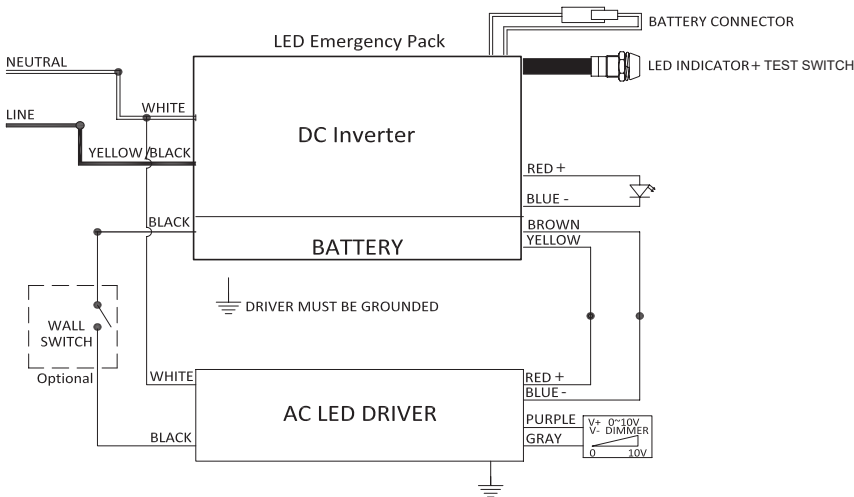 LED Emergency Pack
BATTERY CONNECTOR
LED INDICATOR+ TEST SWITCH
NEUTRAL
WHITE
LINE
DC Inverter
YELLOW/BLACK
RED +
BLUE -
BLACK
BROWN
YELLOW
BATTERY
DRIVER MUST BE GROUNDED
WALL
SWITCH
Optional
WHITE
RED +
BLUE -
AC LED DRIVER
PURPLE
GRAY
BLACK
V+ 0~10V
V- DIMMER
0 10V